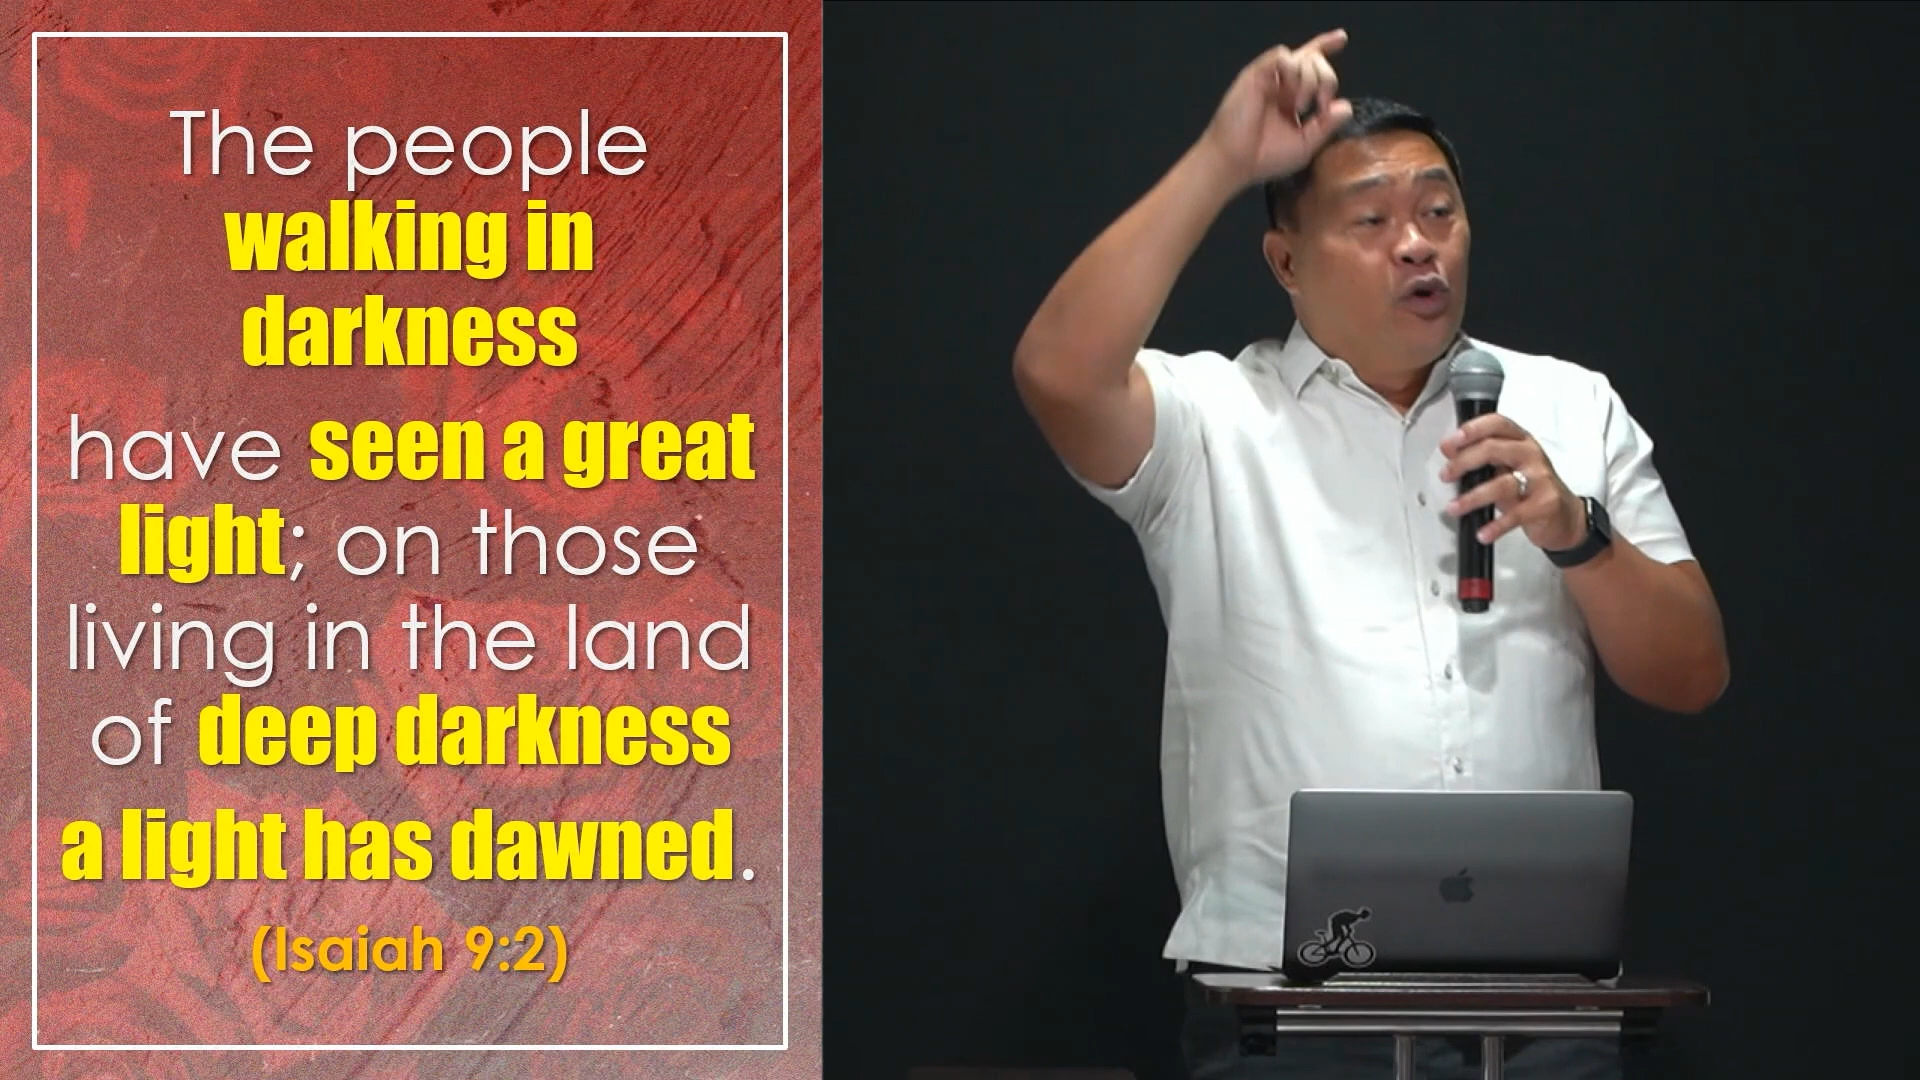 The people
walking in
darkness
have seen a great
light; on those
living in the land
of deep darkness
a light has dawned.
(Isaiah 9:2)